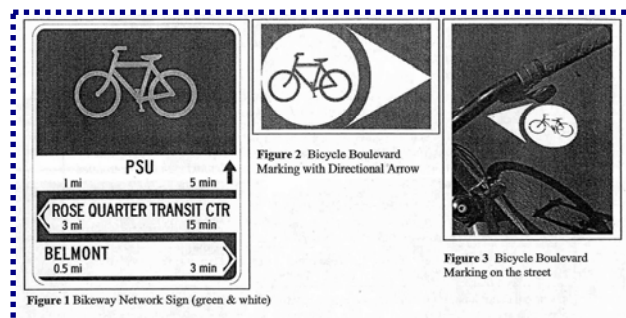 PSU
1 mi 5 min
ROSE QUARTER TRANSIT CTR
3 mi 15 min
BELMONT
0.5 mi 3 min
Figure 1 Bikeway Network Sign (green & white)
Figure 2 Bicycle Boulevard
Marking with Directional Arrow
Figure 3 Bicycle Boulevard
Marking on the street